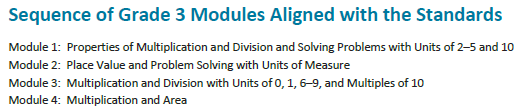 Sequence of Grade 3 Modules Aligned with the Standards
Module 1:  Properties of Multiplication and Division and Solving Problems with Units of 2–5 and 10
Module 2:  Place Value and Problem Solving with Units of Measure
Module 3:  Multiplication and Division with Units of 0, 1, 6–9, and Multiples of 10
Module 4:  Multiplication and Area